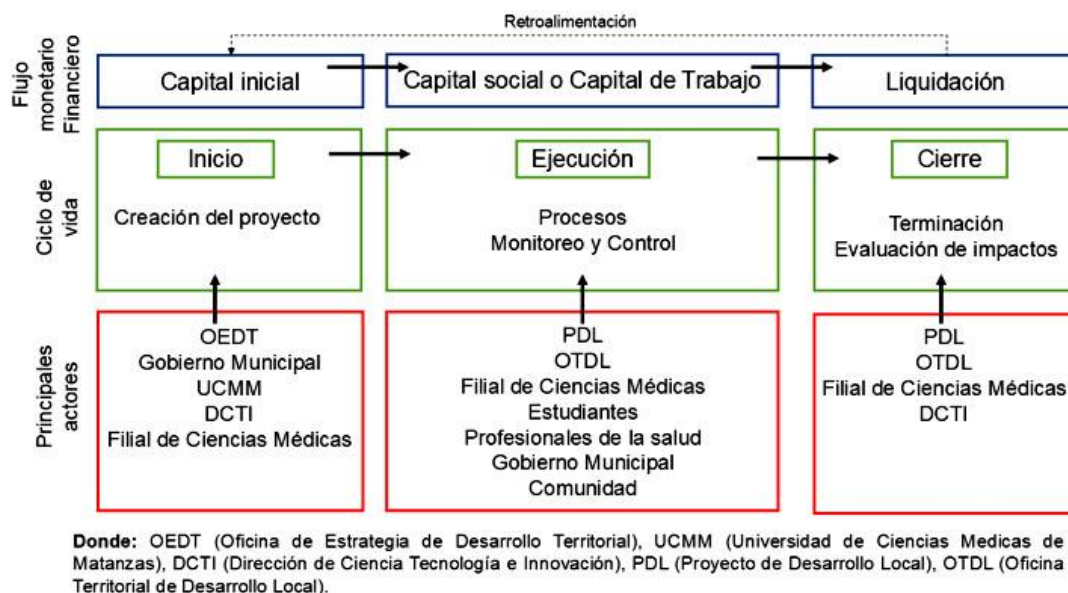 Retroalimentación
Flujo
monetario
Financiero
Capital inicial
Capital social o Capital de Trabajo
Liquidación
Ciclo de
vida
Inicio
Creación del proyecto
Ejecución
Procesos
Monitoreo y Control
Cierre
Terminación
Evaluación de impactos
Principales
actores
OEDT
Gobierno Municipal
UCMM
DCTI
Filial de Ciencias Médicas
PDL
OTDL
Filial de Ciencias Médicas
Estudiantes
Profesionales de la salud
Gobierno Municipal
Comunidad
PDL
OTDL
Filial de Ciencias Médicas
DCTI
Donde: OEDT (Oficina de Estrategia de Desarrollo Territorial), UCMM (Universidad de Ciencias Medicas de
Matanzas), DCTI (Dirección de Ciencia Tecnología e Innovación), PDL (Proyecto de Desarrollo Local), OTDL (Oficina
Territorial de Desarrollo Local).